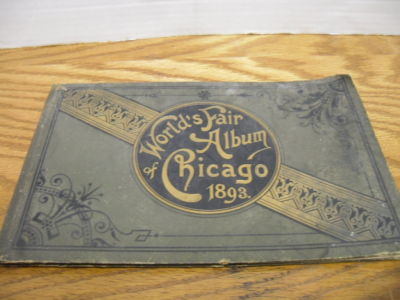 World's Fair
Album
of Chicago
1893.